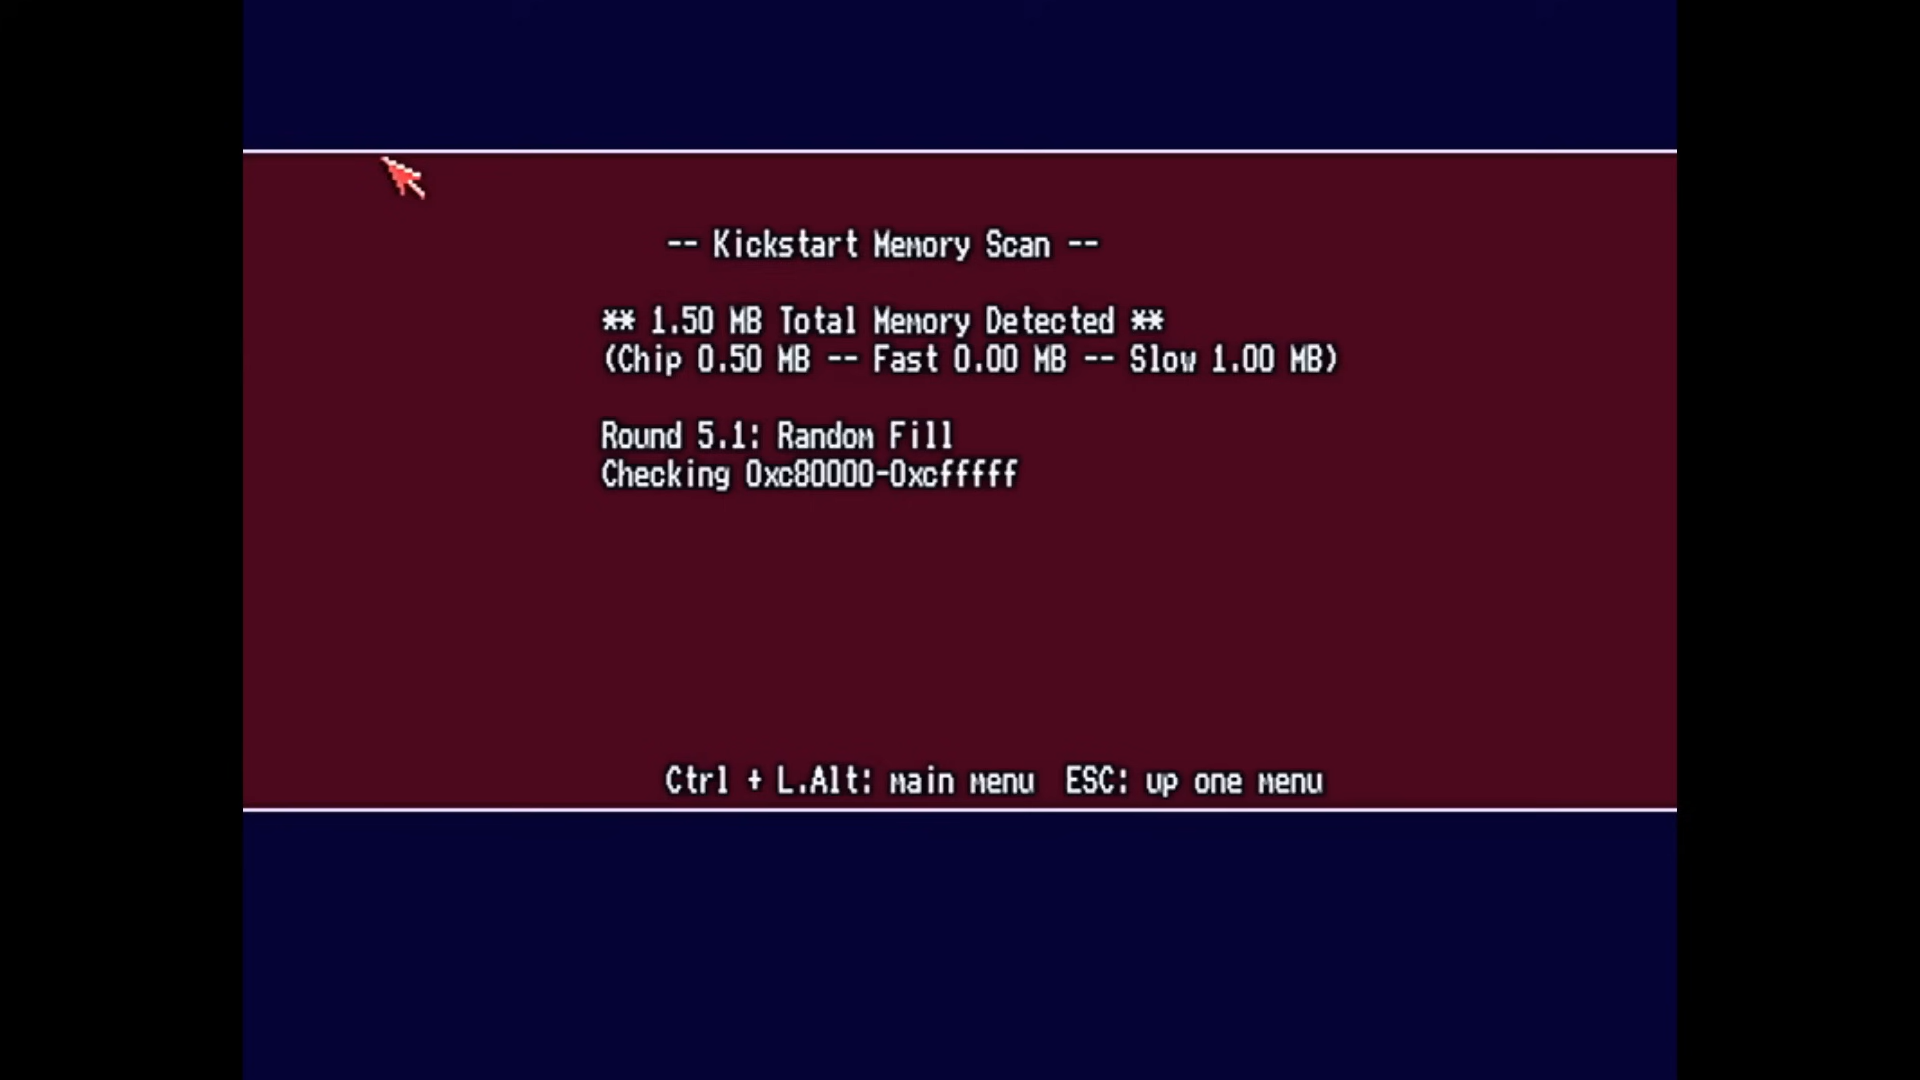 -- Kickstart Memory Scan --
** 1.50 MB Total Memory Detected **
(Chip 0.50 MB -- Fast 0.00 MB -- Slow 1.00 MB)
Round 5.1: Random Fill
Checking 0xc80000-0xcfffff
Ctrl + L.Alt: main menu  ESC: up one menu